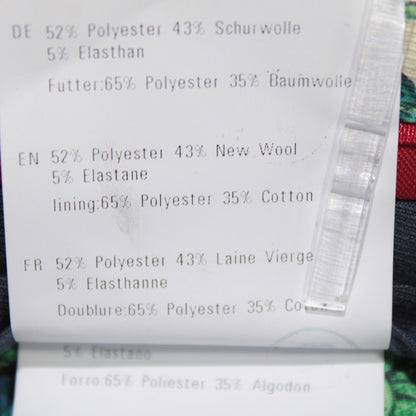 DE 52% Polyester 43% Schurwolle
5% Elasthan
Futter:65% Polyester 35% Baumwolle
EN 52% Polyester 43% New Wool
5% Elastane
lining:65% Polyester 35% Cotton
FR 52% Polyester 43% Laine Vierge
5% Elasthanne
Doublure:65% Polyester 35%
5% Elastano
Forro:65% Poliester 35% Algodon